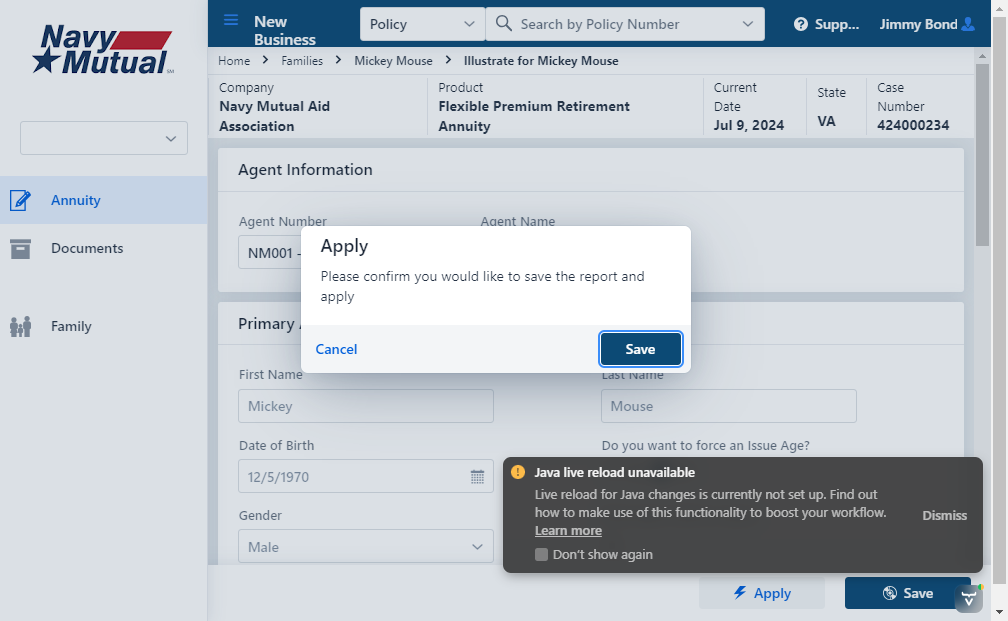 Navy
Mutual
SM
New
Business
Policy
Search by Policy Number
Supp...
Jimmy Bond
Home > Families > Mickey Mouse > Illustrate for Mickey Mouse
Company
Navy Mutual Aid
Association
Product
Flexible Premium Retirement
Annuity
Current
Date
Jul 9, 2024
State
VA
Case
Number
424000234
Annuity
Documents
Family
Agent Information
Agent Number
Agent Name
NM001 -
Apply
Please confirm you would like to save the report and
apply
Cancel
Save
Primary
First Name
Last Name
Mickey
Mouse
Date of Birth
Do you want to force an Issue Age?
12/5/1970
Gender
Male
Java live reload unavailable
Live reload for Java changes is currently not set up. Find out
how to make use of this functionality to boost your workflow.
Learn more
Don't show again
Dismiss
Apply
Save